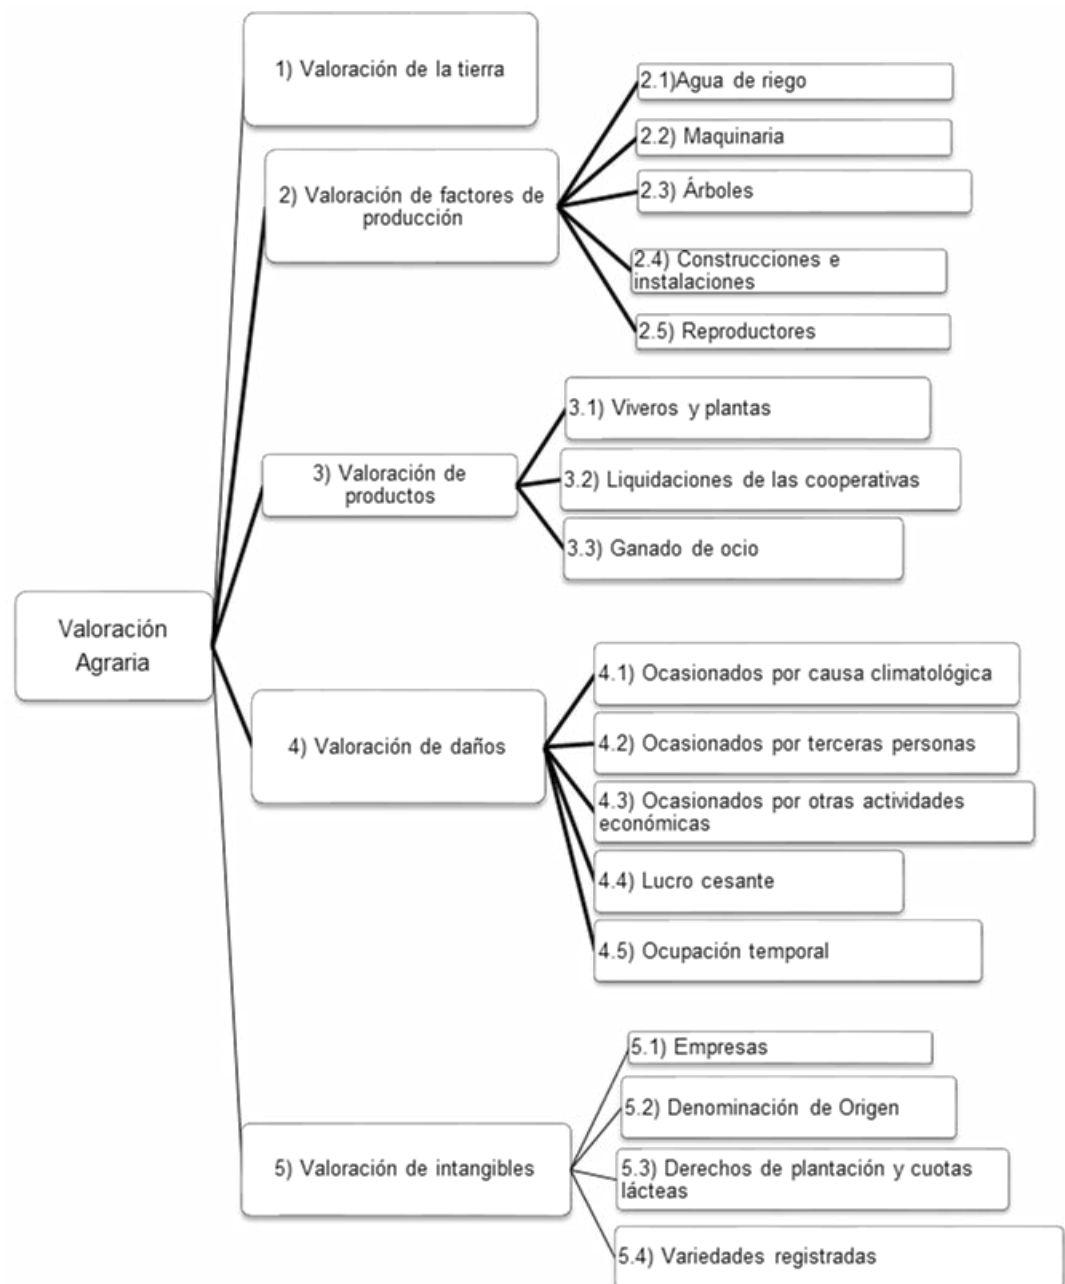 Valoración
Agraria
1) Valoración de la tierra
2) Valoración de factores de
producción
2.1)Agua de riego
2.2) Maquinaria
2.3) Árboles
2.4) Construcciones e
instalaciones
2.5) Reproductores
3) Valoración de
productos
3.1) Viveros y plantas
3.2) Liquidaciones de las cooperativas
3.3) Ganado de ocio
4) Valoración de daños
4.1) Ocasionados por causa climatológica
4.2) Ocasionados por terceras personas
4.3) Ocasionados por otras actividades
económicas
4.4) Lucro cesante
4.5) Ocupación temporal
5) Valoración de intangibles
5.1) Empresas
5.2) Denominación de Origen
5.3) Derechos de plantación y cuotas
lácteas
5.4) Variedades registradas